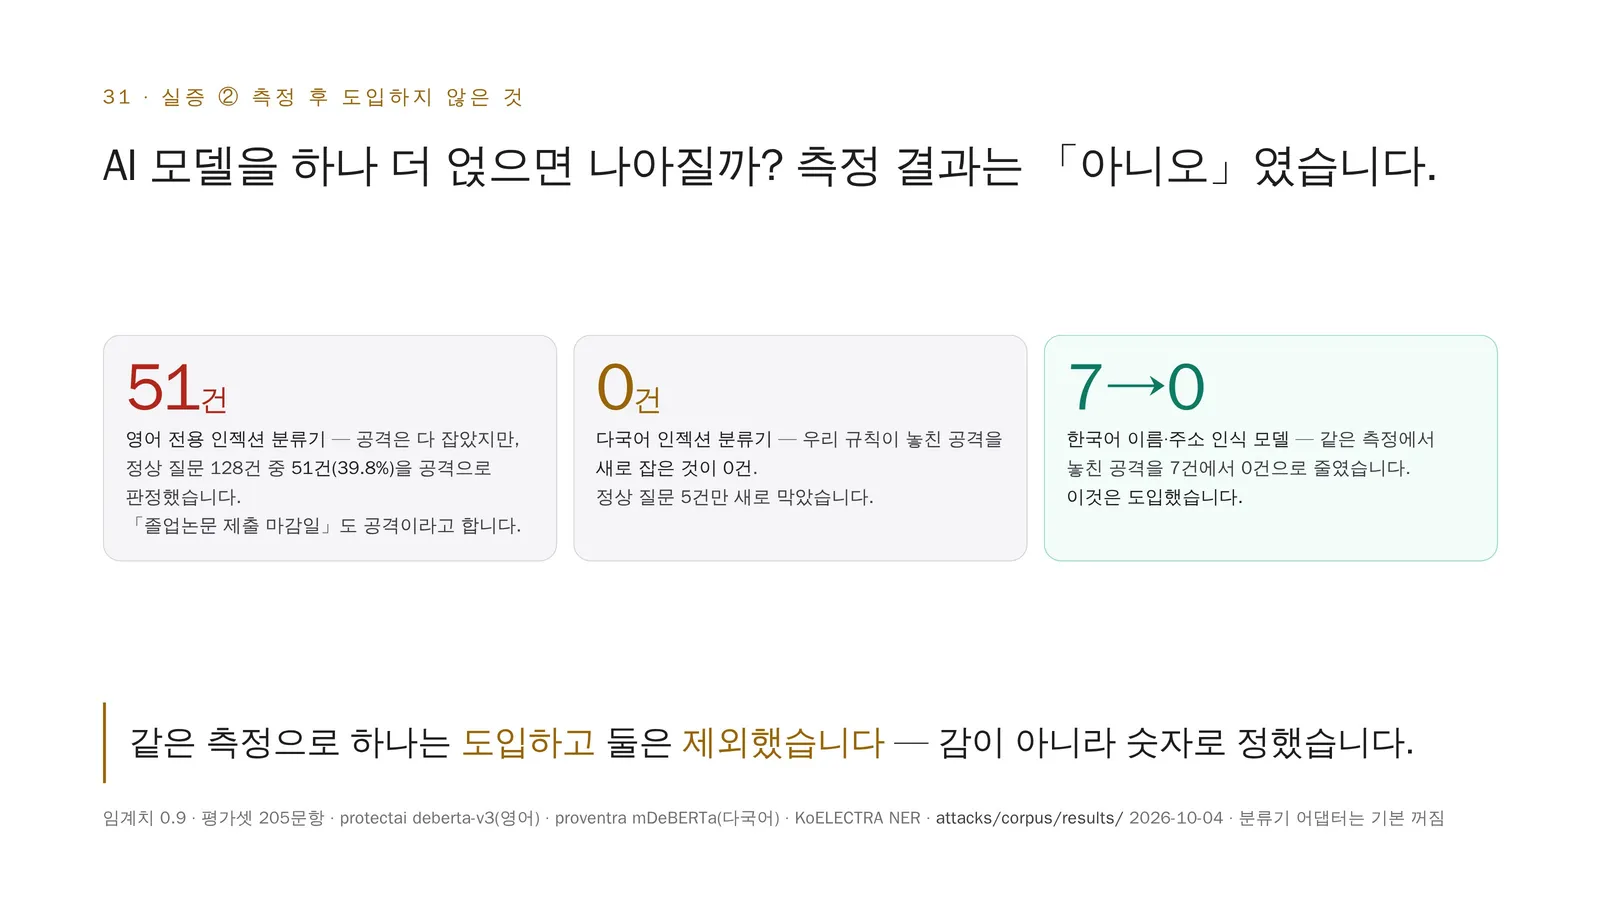 31 · 실증 ② 측정 후 도입하지 않은 것
AI 모델을 하나 더 얹으면 나아질까? 측정 결과는 「아니오」였습니다.
51건
영어 전용 인젝션 분류기 — 공격은 다 잡았지만,
정상 질문 128건 중 51건(39.8%)을 공격으로
판정했습니다.
「졸업논문 제출 마감일」도 공격이라고 합니다.
0건
다국어 인젝션 분류기 — 우리 규칙이 놓친 공격을
새로 잡은 것이 0건.
정상 질문 5건만 새로 막았습니다.
7→0
한국어 이름·주소 인식 모델 — 같은 측정에서
놓친 공격을 7건에서 0건으로 줄였습니다.
이것은 도입했습니다.
같은 측정으로 하나는 도입하고 둘은 제외했습니다 — 감이 아니라 숫자로 정했습니다.
임계치 0.9 · 평가셋 205문항 · protectai deberta-v3(영어) · proventra mDeBERTa(다국어) · KoELECTRA NER · attacks/corpus/results/ 2026-10-04 · 분류기 어댑터는 기본 꺼짐